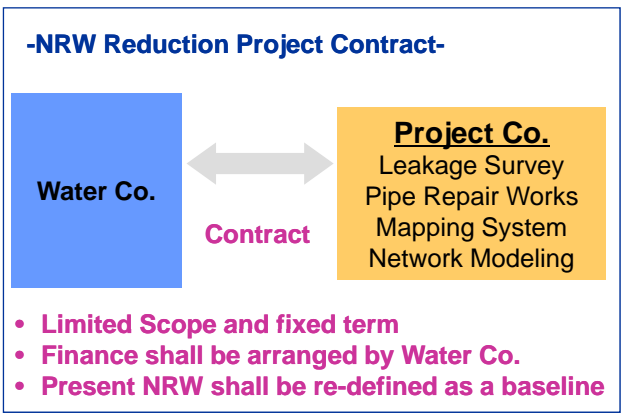 -NRW Reduction Project Contract-
Water Co.
Contract
Project Co.
Leakage Survey
Pipe Repair Works
Mapping System
Network Modeling
• Limited Scope and fixed term
• Finance shall be arranged by Water Co.
• Present NRW shall be re-defined as a baseline